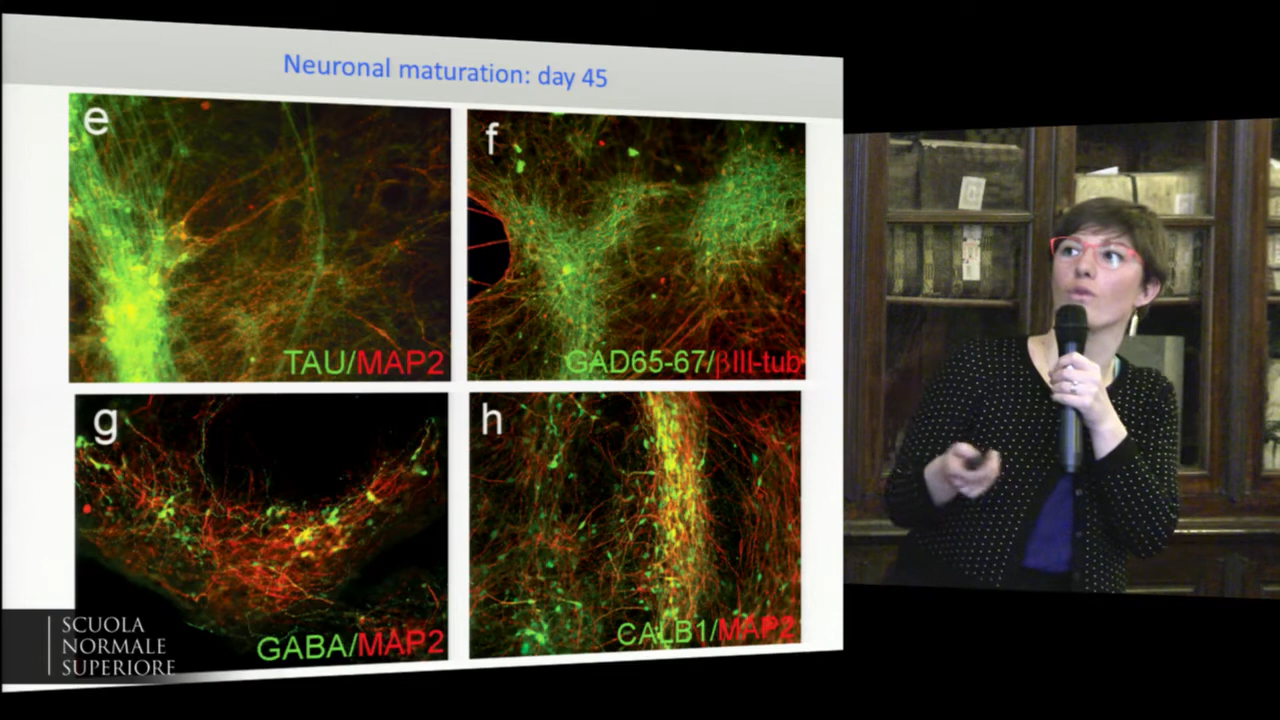 Neuronal maturation: day 45
e
f
TAU/MAP2
GAD65-67/βIII-tub
g
h
GABA/MAP2
CALB1/MAP2
SCUOLA
NORMALE
SUPERIORE